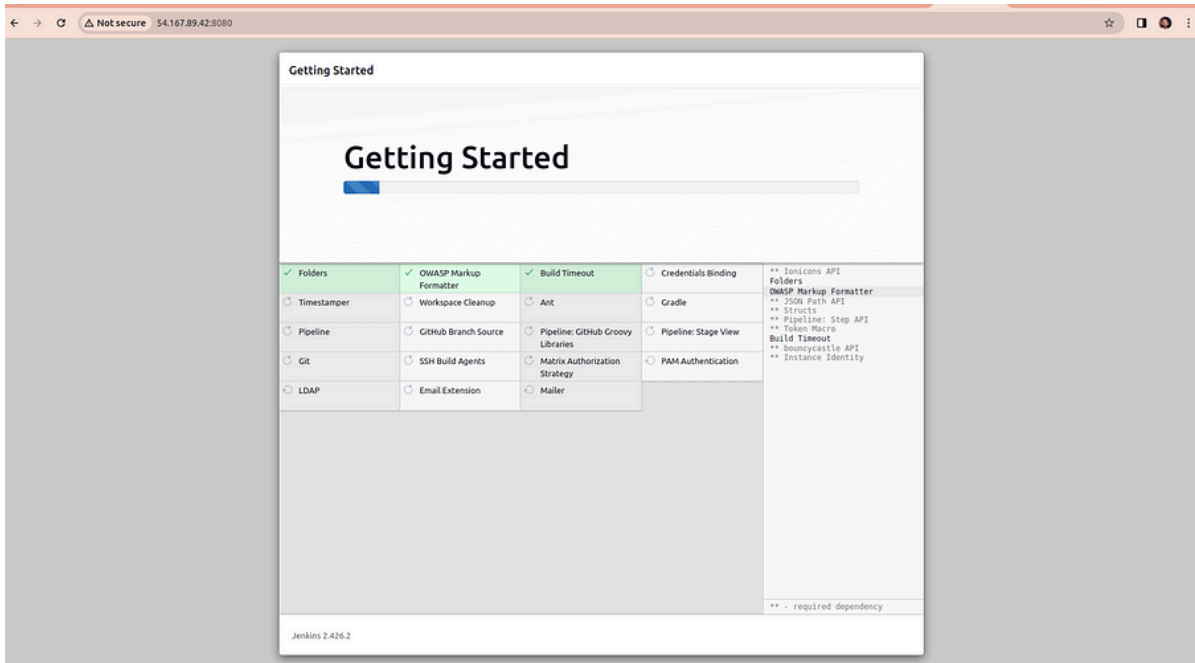 Not secure 54.167.89.42:8080
Getting Started
Getting Started
Folders
OWASP Markup
Formatter
Build Timeout
Credentials Binding
Timestamper
Workspace Cleanup
Ant
Gradle
Pipeline
GitHub Branch Source
Pipeline: GitHub Groovy
Libraries
Pipeline: Stage View
Git
SSH Build Agents
Matrix Authorization
Strategy
PAM Authentication
LDAP
Email Extension
Mailer
** Ionicons API
Folders
OWASP Markup Formatter
** JSON Path API
** Structs
** Pipeline: Step API
** Token Macro
Build Timeout
** bouncycastle API
** Instance Identity
** - required dependency
Jenkins 2.426.2